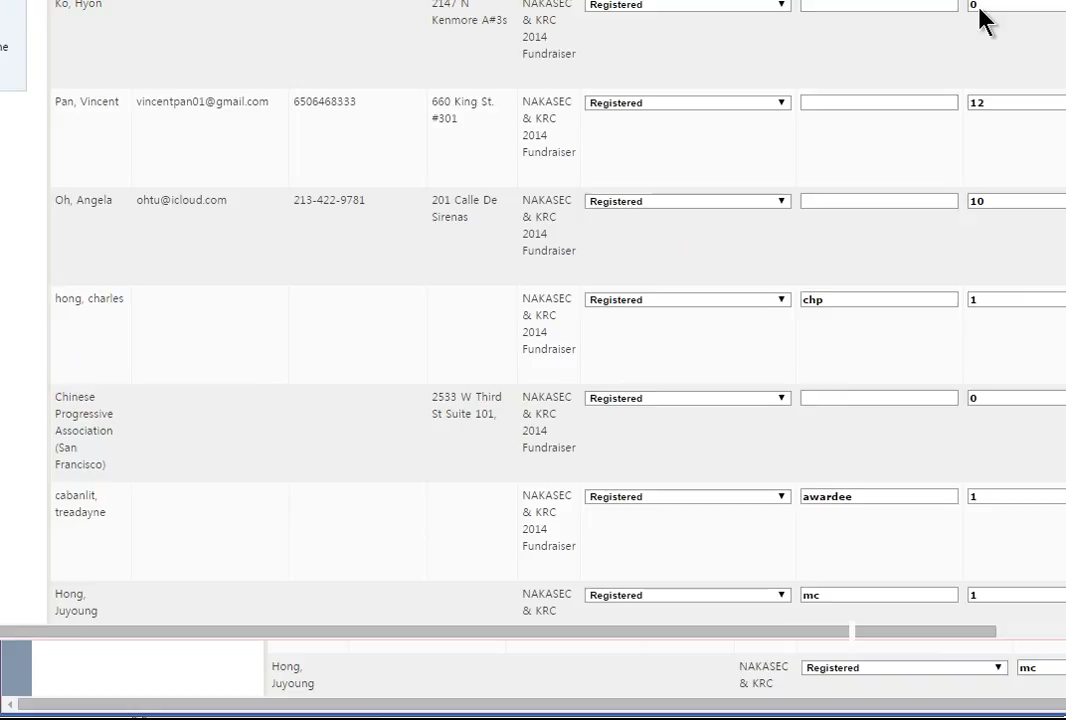 ne
Ko, Hyon 2147 N NAKASEC Registered 0
Kenmore A#3s & KRC
2014
Fundraiser
Pan, Vincent vincentpan01@gmail.com 6506468333 660 King St. NAKASEC Registered 12
#301 & KRC
2014
Fundraiser
Oh, Angela ohtu@icloud.com 213-422-9781 201 Calle De NAKASEC Registered 10
Sirenas & KRC
2014
Fundraiser
hong, charles NAKASEC Registered chp 1
& KRC
2014
Fundraiser
Chinese 2533 W Third NAKASEC Registered 0
Progressive St Suite 101, & KRC
Association 2014
(San Fundraiser
Francisco)
cabanlit, NAKASEC Registered awardee 1
treadayne & KRC
2014
Fundraiser
Hong, NAKASEC Registered mc 1
Juyoung & KRC
Hong, NAKASEC Registered mc
Juyoung & KRC